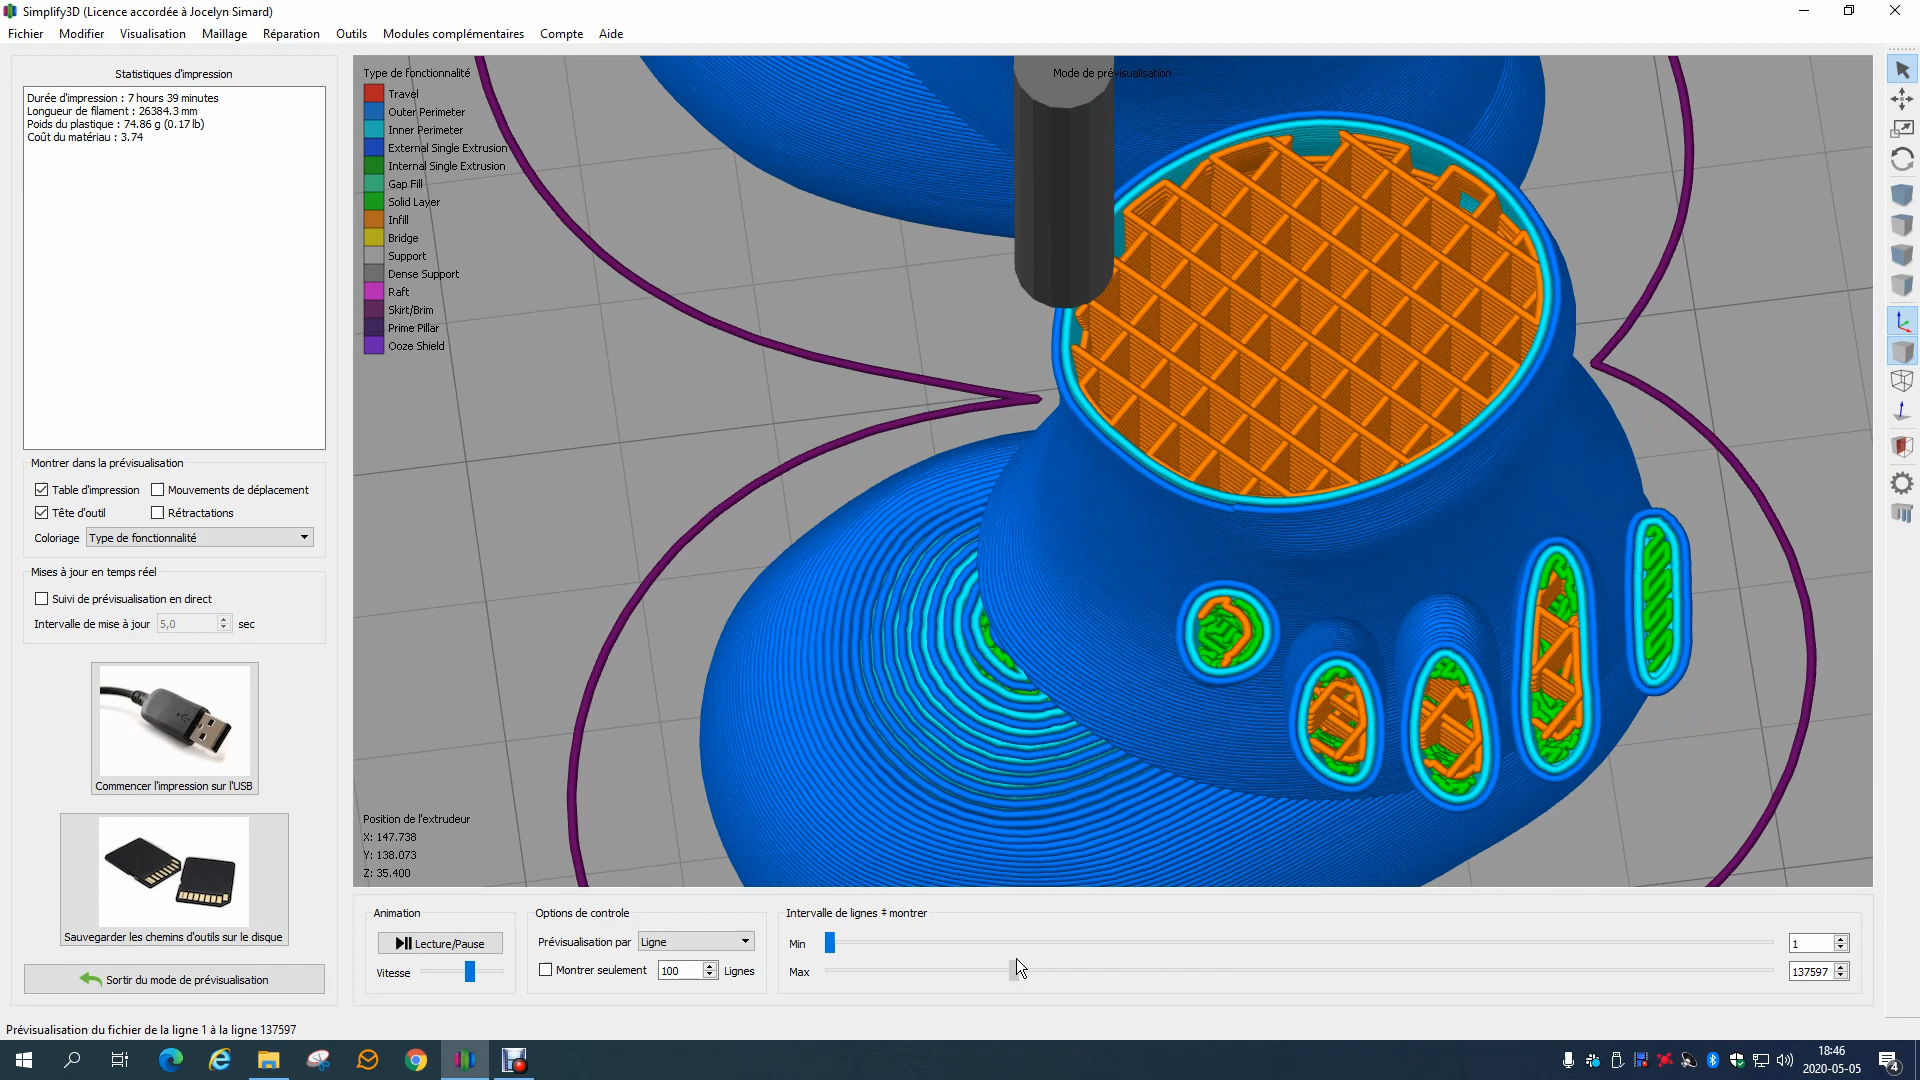 Simplify3D (Licence accordée à Jocelyn Simard)
Fichier Modifier Visualisation Maillage Réparation Outils Modules complémentaires Compte Aide
Statistiques d'impression
Durée d'impression : 7 hours 39 minutes
Longueur de filament : 26384.3 mm
Poids du plastique : 74.86 g (0.17 lb)
Coût du matériau : 3.74
Montrer dans la prévisualisation
Table d'impression Mouvements de déplacement
Tête d'outil Rétractations
Coloriage Type de fonctionnalité
Mises à jour en temps réel
Suivi de prévisualisation en direct
Intervalle de mise à jour 5,0 sec
Commencer l'impression sur l'USB
Sauvegarder les chemins d'outils sur le disque
Sortir du mode de prévisualisation
Type de fonctionnalité
Travel
Outer Perimeter
Inner Perimeter
External Single Extrusion
Internal Single Extrusion
Gap Fill
Solid Layer
Infill
Bridge
Support
Dense Support
Raft
Skirt/Brim
Prime Pillar
Ooze Shield
Mode de prévisualisation
Position de l'extrudeur
X: 147.738
Y: 138.073
Z: 35.400
Animation
Lecture/Pause
Vitesse
Options de controle
Prévisualisation par Ligne
Montrer seulement 100 Lignes
Intervalle de lignes ‡ montrer
Min 1
Max 137597
Prévisualisation du fichier de la ligne 1 à la ligne 137597
18:46
2020-05-05
4